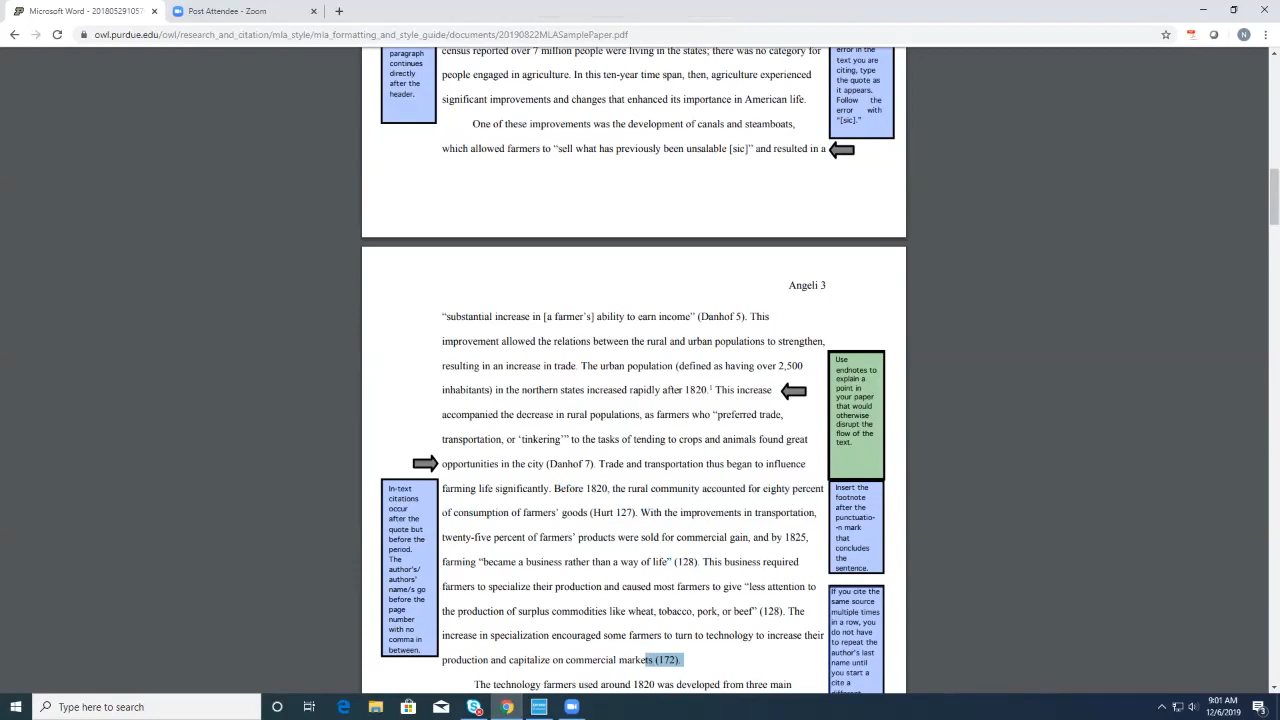 Microsoft Word - 2018052910570
Post Attendee - Zoom
owl.purdue.edu/owl/research_and_citation/mla_style/mla_formatting_and_style_guide/documents/20190822MLASamplePaper.pdf
N
paragraph
continues
directly
after the
header.
census reported over 7 million people were living in the states; there was no category for
people engaged in agriculture. In this ten-year time span, then, agriculture experienced
significant improvements and changes that enhanced its importance in American life.
One of these improvements was the development of canals and steamboats,
which allowed farmers to “sell what has previously been unsalable [sic]” and resulted in a
error in the
text you are
citing, type
the quote as
it appears.
Follow the
error with
“[sic].”
Angeli 3
“substantial increase in [a farmer’s] ability to earn income” (Danhof 5). This
improvement allowed the relations between the rural and urban populations to strengthen,
resulting in an increase in trade. The urban population (defined as having over 2,500
inhabitants) in the northern states increased rapidly after 1820.¹ This increase
accompanied the decrease in rural populations, as farmers who “preferred trade,
transportation, or ‘tinkering’” to the tasks of tending to crops and animals found great
opportunities in the city (Danhof 7). Trade and transportation thus began to influence
farming life significantly. Before 1820, the rural community accounted for eighty percent
of consumption of farmers’ goods (Hurt 127). With the improvements in transportation,
twenty-five percent of farmers’ products were sold for commercial gain, and by 1825,
farming “became a business rather than a way of life” (128). This business required
farmers to specialize their production and caused most farmers to give “less attention to
the production of surplus commodities like wheat, tobacco, pork, or beef” (128). The
increase in specialization encouraged some farmers to turn to technology to increase their
production and capitalize on commercial markets (172).
The technology farmers used around 1820 was developed from three main
In-text
citations
occur
after the
quote but
before the
period.
The
author’s/
authors’
name/s go
before the
page
number
with no
comma in
between.
Use
endnotes to
explain a
point in
your paper
that would
otherwise
disrupt the
flow of the
text.
Insert the
footnote
after the
punctuatio-
-n mark
that
concludes
the
sentence.
If you cite the
same source
multiple times
in a row, you
do not have
to repeat the
author’s last
name until
you start a
cite a
different
Type here to search
9:01 AM
12/6/2019